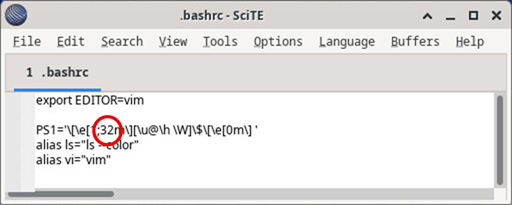 .bashrc - SciTE
File Edit Search View Tools Options Language Buffers Help
1 .bashrc
export EDITOR=vim
PS1='\[\e[1;32m\][\u@\h \W]\$\[\e[0m\] '
alias ls="ls --color"
alias vi="vim"